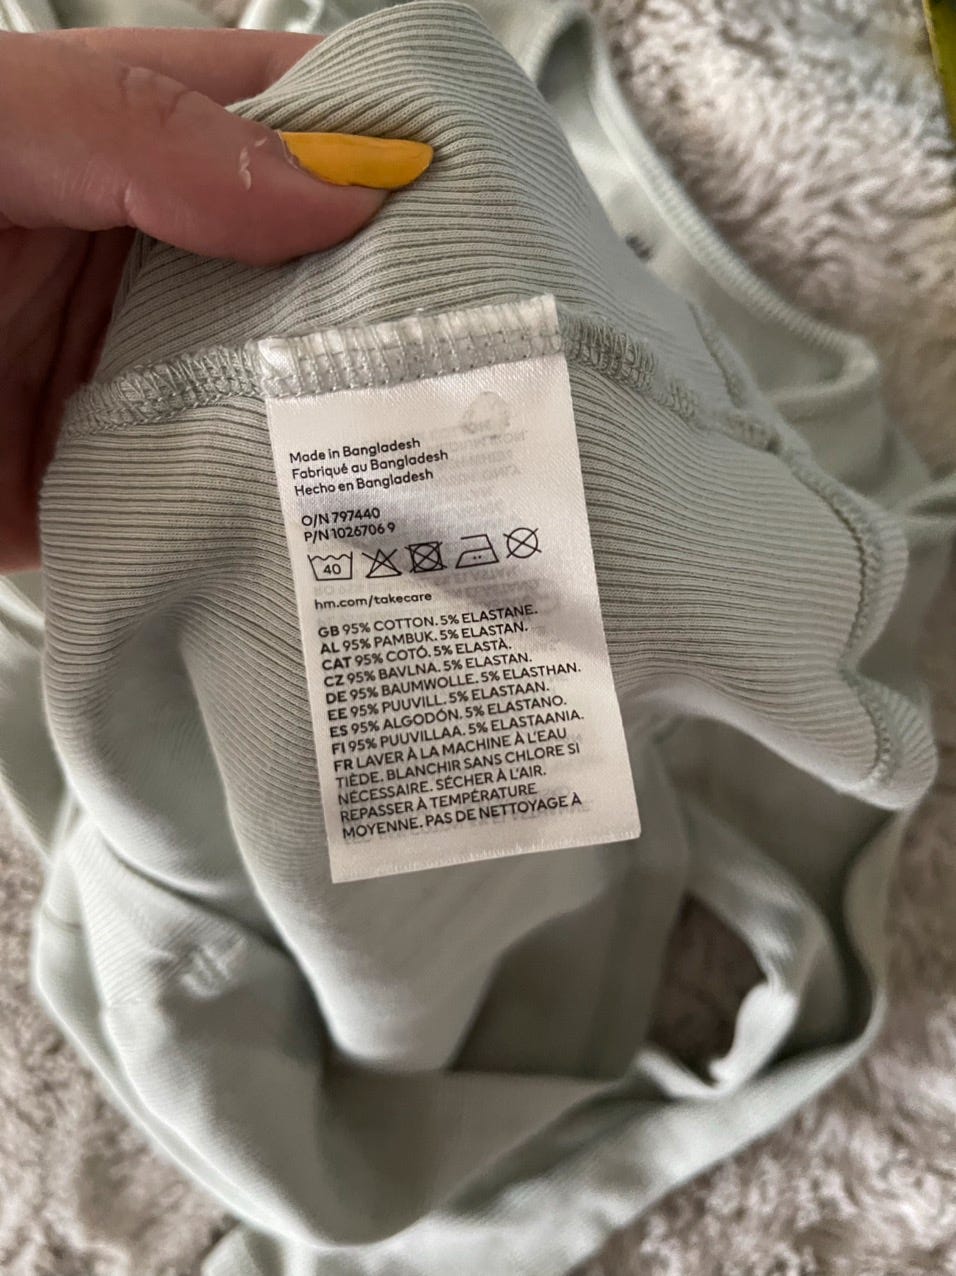 Made in Bangladesh
Fabriqué au Bangladesh
Hecho en Bangladesh
O/N 797440
P/N 1026706 9
40
hm.com/takecare
GB 95% COTTON. 5% ELASTANE.
AL 95% PAMBUK. 5% ELASTAN.
CAT 95% COTÓ. 5% ELASTÀ.
CZ 95% BAVLNA. 5% ELASTAN.
DE 95% BAUMWOLLE. 5% ELASTHAN.
EE 95% PUUVILL. 5% ELASTAAN.
ES 95% ALGODÓN. 5% ELASTANO.
FI 95% PUUVILLAA. 5% ELASTAANIA.
FR LAVER À LA MACHINE À L'EAU
TIÈDE. BLANCHIR SANS CHLORE SI
NÉCESSAIRE. SÉCHER À L'AIR.
REPASSER À TEMPÉRATURE
MOYENNE. PAS DE NETTOYAGE À